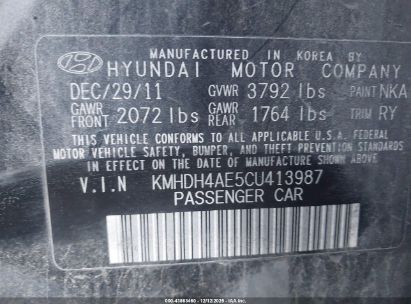 MANUFACTURED IN KOREA BY
HYUNDAI MOTOR COMPANY
DEC/29/11 GVWR 3792 lbs PAINT NKA
GAWR FRONT 2072 lbs GAWR REAR 1764 lbs TRIM RY
THIS VEHICLE CONFORMS TO ALL APPLICABLE U.S.A. FEDERAL
MOTOR VEHICLE SAFETY, BUMPER, AND THEFT PREVENTION STANDARDS
IN EFFECT ON THE DATE OF MANUFACTURE SHOWN ABOVE.
V.I.N KMHDH4AE5CU413987
PASSENGER CAR